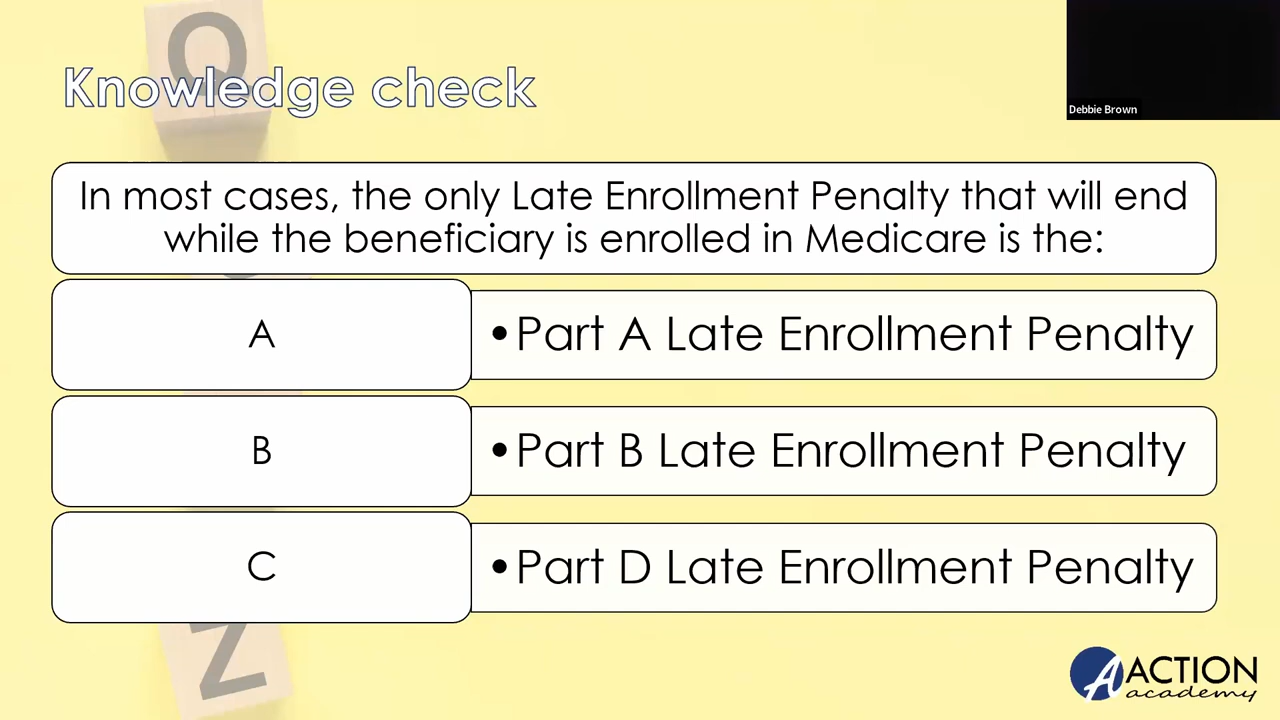 Q
Knowledge check
Debbie Brown
In most cases, the only Late Enrollment Penalty that will end
while the beneficiary is enrolled in Medicare is the:
A
•Part A Late Enrollment Penalty
B
•Part B Late Enrollment Penalty
C
•Part D Late Enrollment Penalty
Z
A ACTION
academy